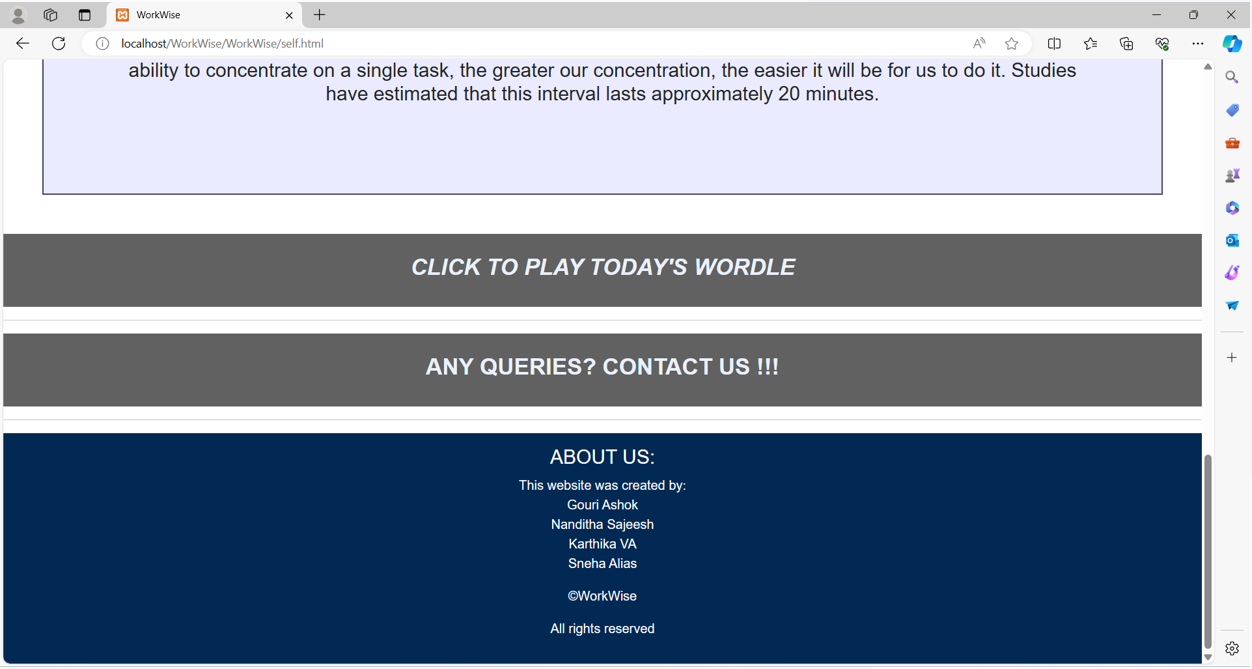 WorkWise
localhost/WorkWise/WorkWise/self.html
ability to concentrate on a single task, the greater our concentration, the easier it will be for us to do it. Studies
have estimated that this interval lasts approximately 20 minutes.
CLICK TO PLAY TODAY'S WORDLE
ANY QUERIES? CONTACT US !!!
ABOUT US:
This website was created by:
Gouri Ashok
Nanditha Sajeesh
Karthika VA
Sneha Alias
©WorkWise
All rights reserved